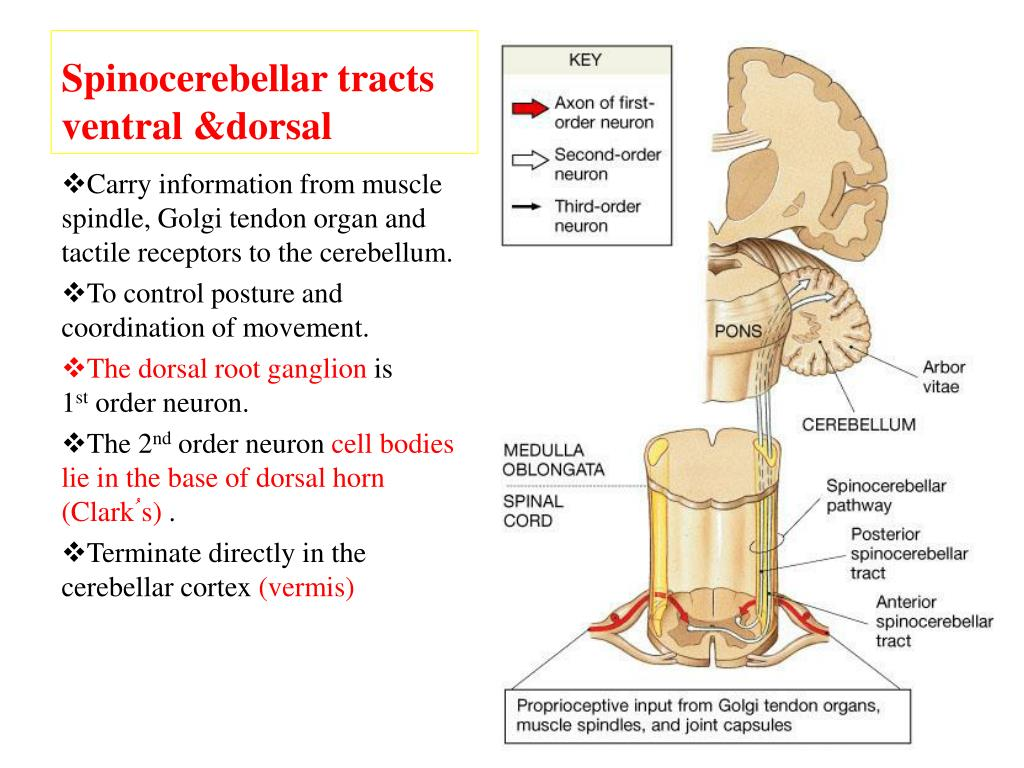 Spinocerebellar tracts
ventral &dorsal
❖Carry information from muscle
spindle, Golgi tendon organ and
tactile receptors to the cerebellum.
❖To control posture and
coordination of movement.
❖The dorsal root ganglion is
1st order neuron.
❖The 2nd order neuron cell bodies
lie in the base of dorsal horn
(Clark ُs) .
❖Terminate directly in the
cerebellar cortex (vermis)
KEY
Axon of first-
order neuron
Second-order
neuron
Third-order
neuron
PONS
Arbor
vitae
CEREBELLUM
MEDULLA
OBLONGATA
SPINAL
CORD
Spinocerebellar
pathway
Posterior
spinocerebellar
tract
Anterior
spinocerebellar
tract
Proprioceptive input from Golgi tendon organs,
muscle spindles, and joint capsules